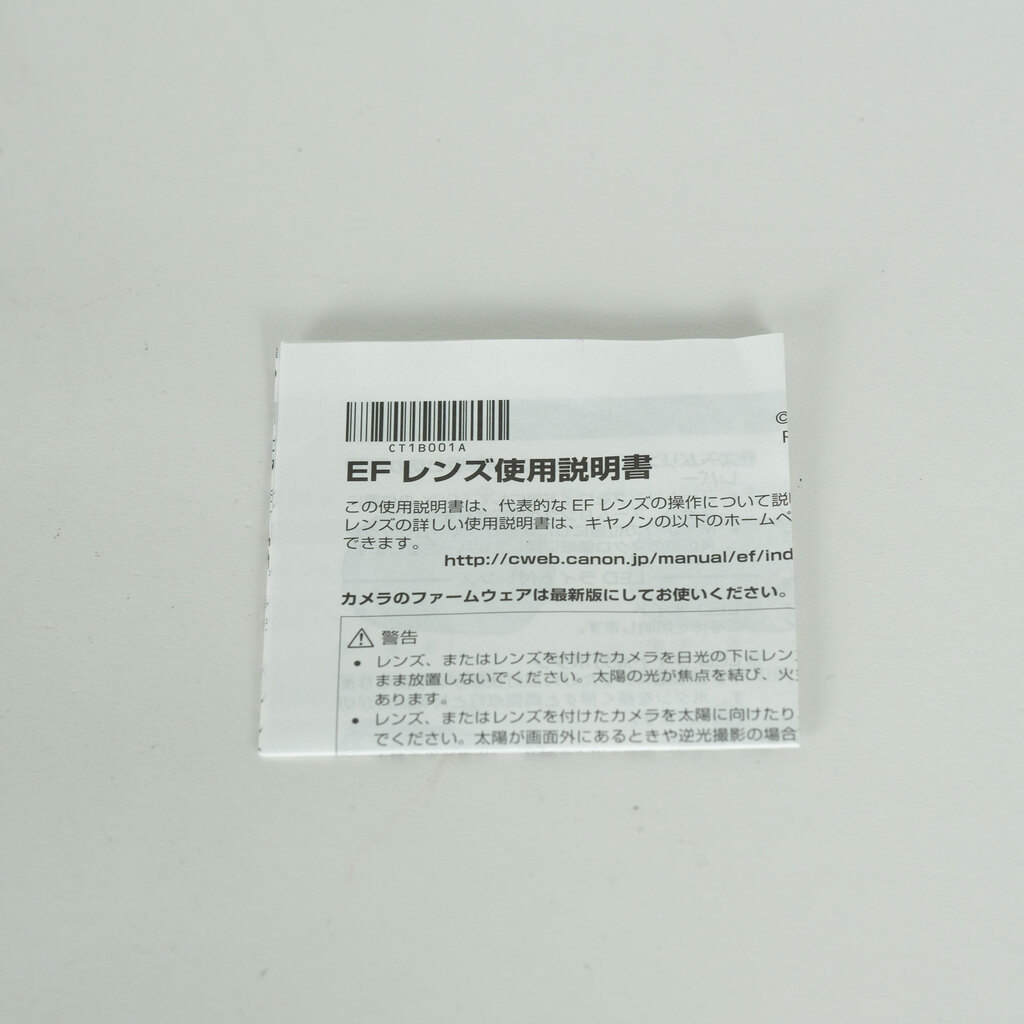 ©
CT1B001A
EF レンズ使用説明書
この使用説明書は、代表的な EF レンズの操作について説
レンズの詳しい使用説明書は、キヤノンの以下のホームペ
できます。
http://cweb.canon.jp/manual/ef/ind
カメラのファームウェアは最新版にしてお使いください。
警告
• レンズ、またはレンズを付けたカメラを日光の下にレン
まま放置しないでください。太陽の光が焦点を結び、火
あります。
• レンズ、またはレンズを付けたカメラを太陽に向けたり
でください。太陽が画面外にあるときや逆光撮影の場合